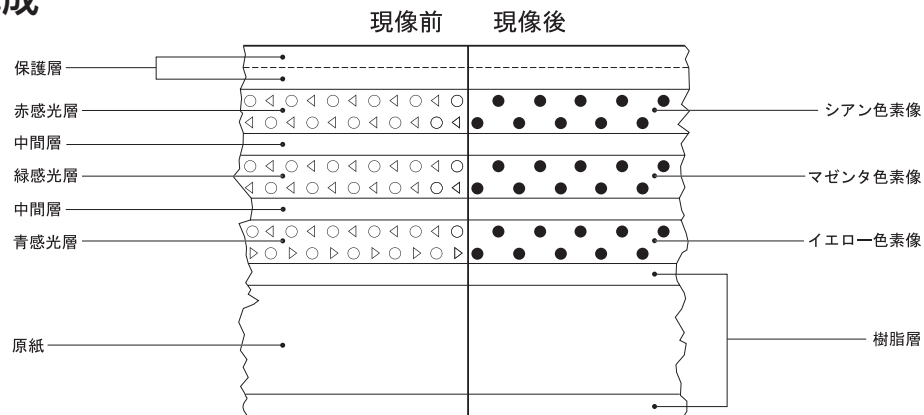 成
現像前
現像後
保護層
赤感光層
シアン色素像
中間層
緑感光層
マゼンタ色素像
中間層
青感光層
イエロー色素像
原紙
樹脂層